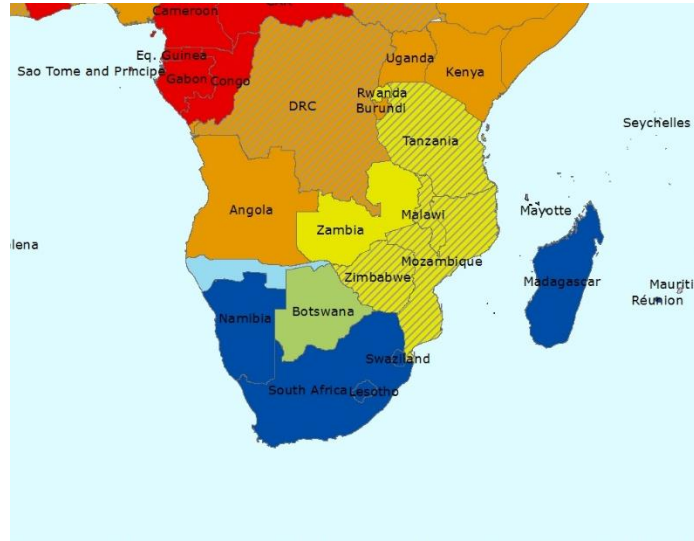 Cameroon
Eq. Guinea
Sao Tome and Principe
Gabon
Congo
Uganda
Kenya
DRC
Rwanda
Burundi
Tanzania
Seychelles
Angola
Malawi
Mayotte
Zambia
elena
Mozambique
Zimbabwe
Madagascar
Mauriti
Réunion
Namibia
Botswana
Swaziland
South Africa
Lesotho